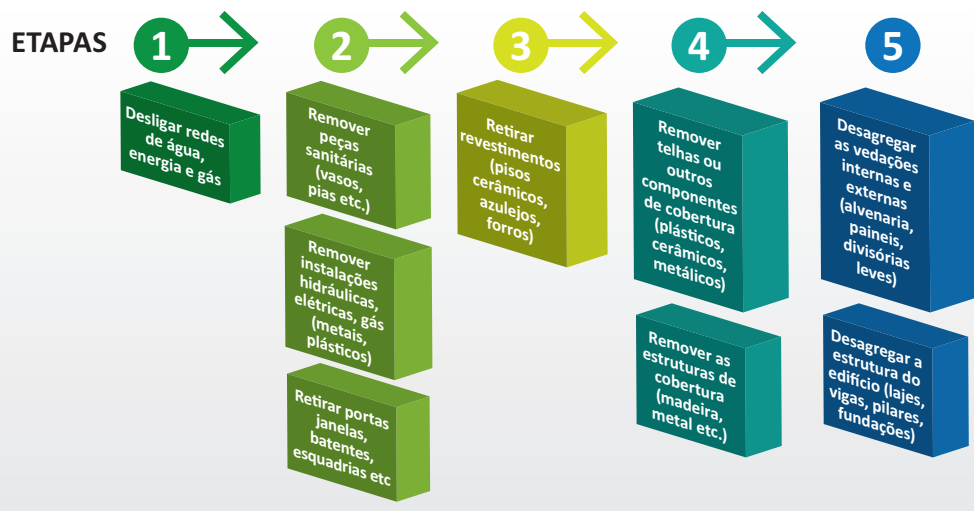 ETAPAS
1
2
3
4
5
Desligar redes
de água,
energia e gás
Remover
peças
sanitárias
(vasos,
pias etc.)
Remover
instalações
hidráulicas,
elétricas, gás
(metais,
plásticos)
Retirar portas
janelas,
batentes,
esquadrias etc
Retirar
revestimentos
(pisos
cerâmicos,
azulejos,
forros)
Remover
telhas ou
outros
componentes
de cobertura
(plásticos,
cerâmicos,
metálicos)
Remover as
estruturas de
cobertura
(madeira,
metal etc.)
Desagregar
as vedações
internas e
externas
(alvenaria,
paineis,
divisórias
leves)
Desagregar a
estrutura do
edifício (lajes,
vigas, pilares,
fundações)